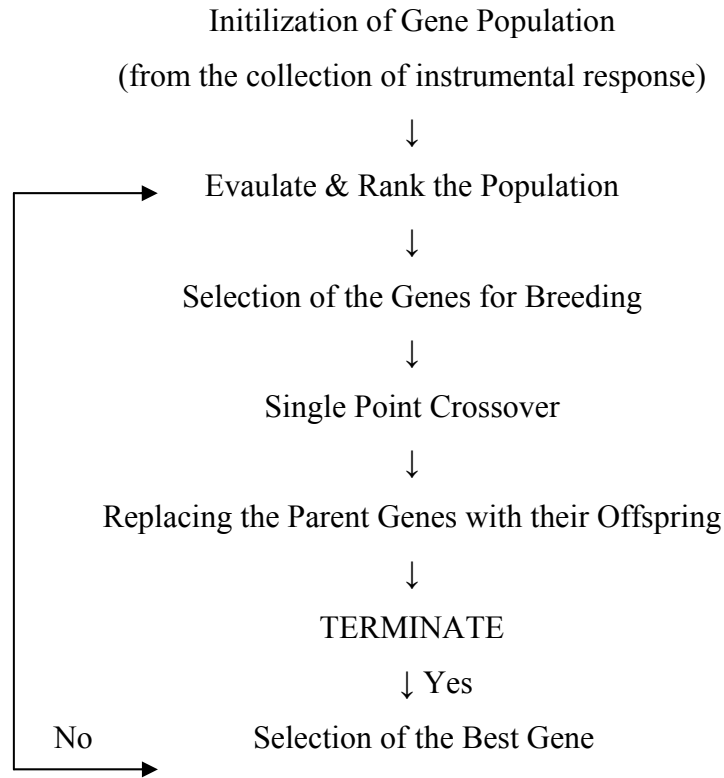 Initilization of Gene Population
(from the collection of instrumental response)
↓
Evaulate & Rank the Population
↓
Selection of the Genes for Breeding
↓
Single Point Crossover
↓
Replacing the Parent Genes with their Offspring
↓
TERMINATE
↓ Yes
No Selection of the Best Gene